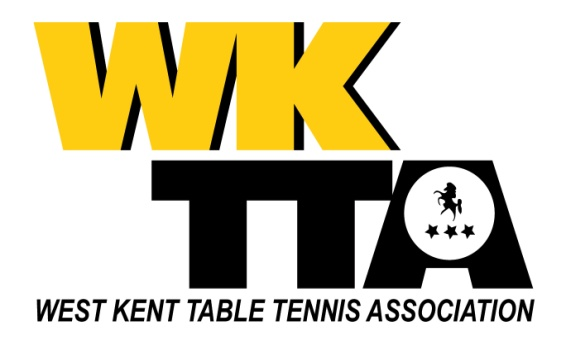 WK
TTA
WEST KENT TABLE TENNIS ASSOCIATION